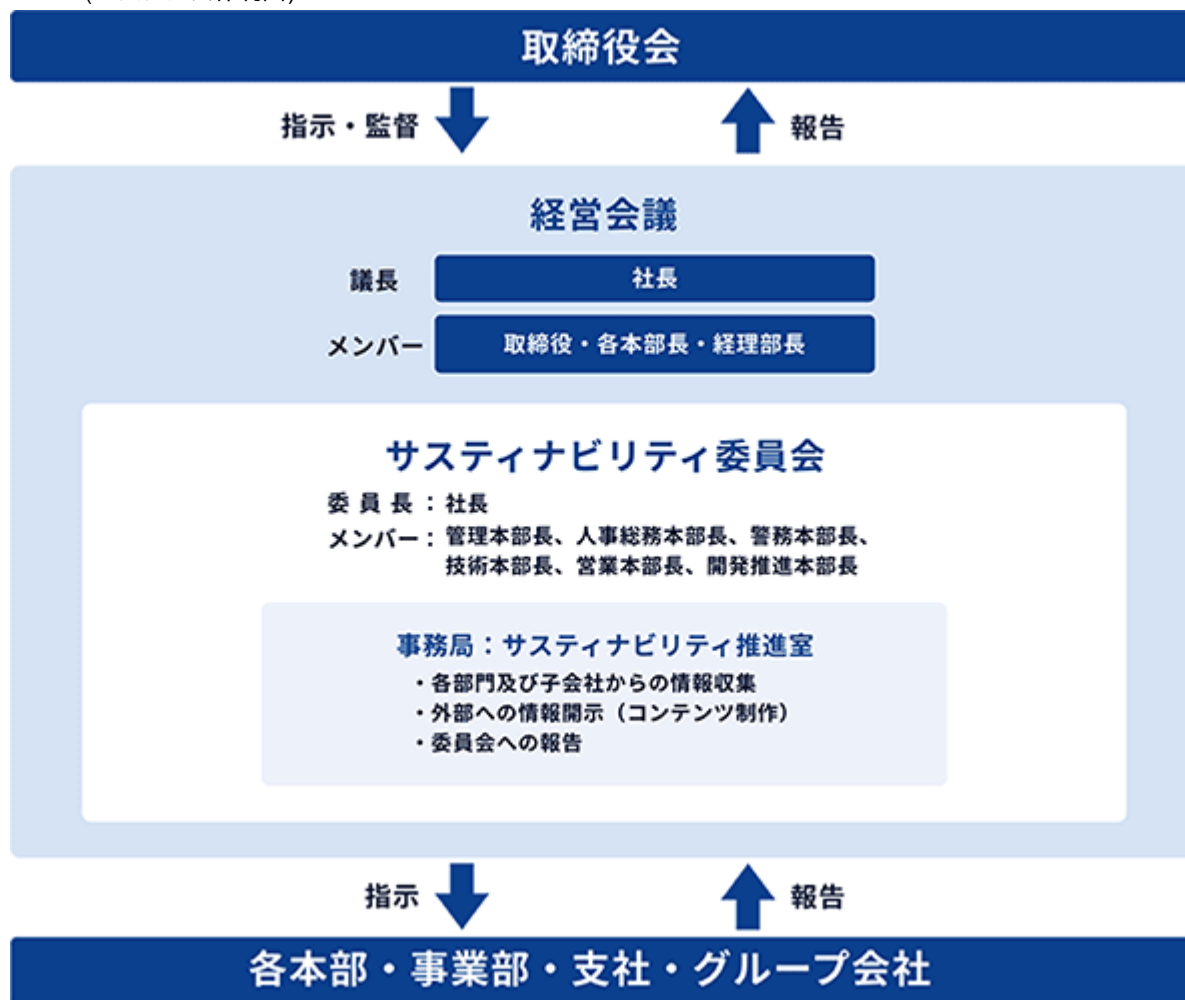 取締役会
指示・監督
報告
経営会議
議長 社長
メンバー 取締役・各本部長・経理部長
サスティナビリティ委員会
委員長：社長
メンバー：管理本部長、人事総務本部長、警務本部長、
技術本部長、営業本部長、開発推進本部長
事務局：サスティナビリティ推進室
・各部門及び子会社からの情報収集
・外部への情報開示（コンテンツ制作）
・委員会への報告
指示
報告
各本部・事業部・支社・グループ会社